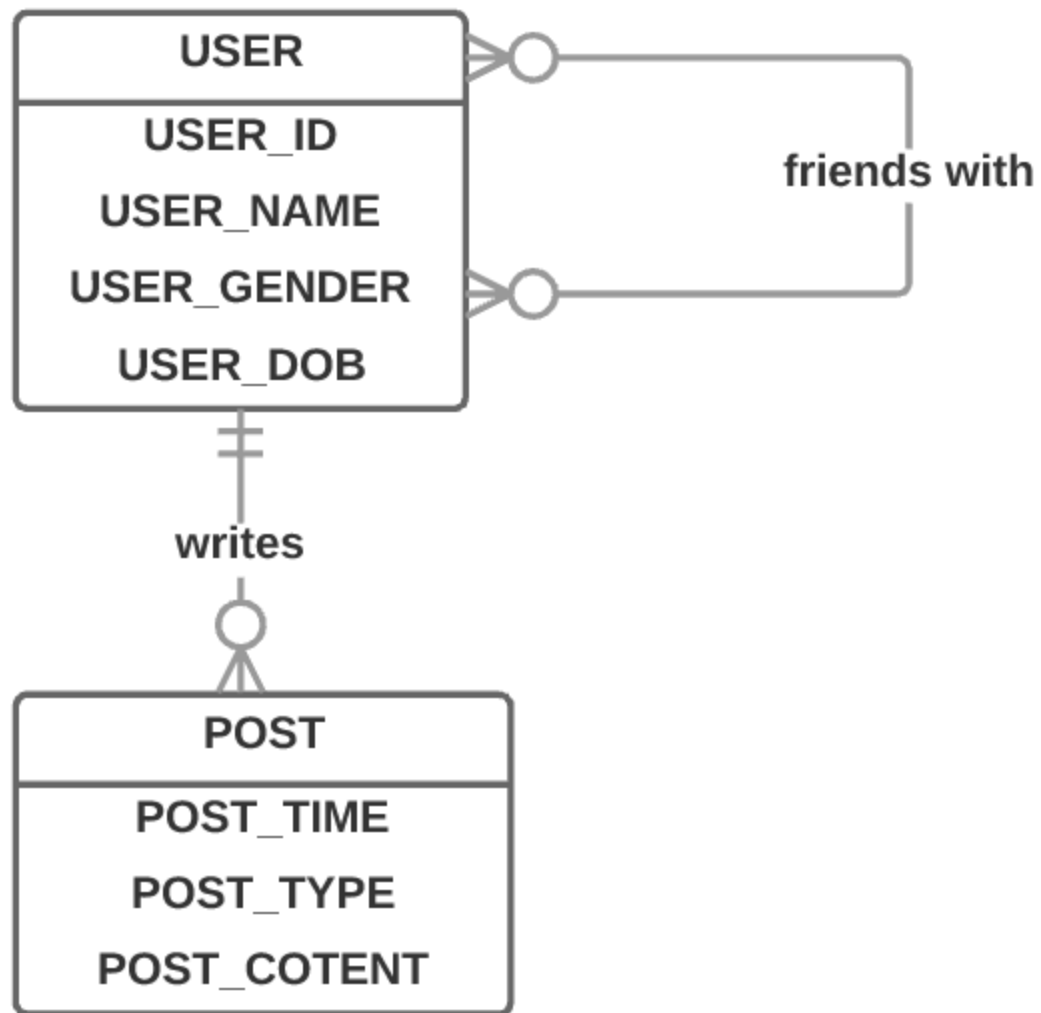 USER
USER_ID
USER_NAME
USER_GENDER
USER_DOB
friends with
writes
POST
POST_TIME
POST_TYPE
POST_COTENT